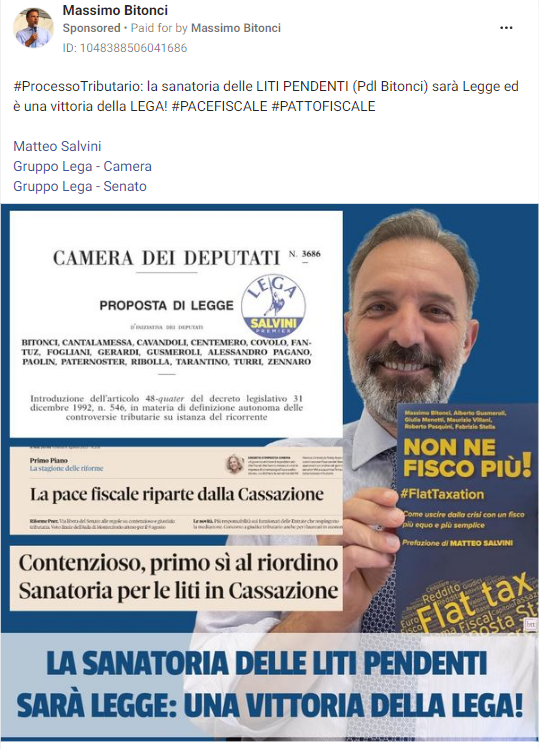 Massimo Bitonci
Sponsored • Paid for by Massimo Bitonci
ID: 1048388506041686
#ProcessoTributario: la sanatoria delle LITI PENDENTI (Pdl Bitonci) sarà Legge ed
è una vittoria della LEGA! #PACEFISCALE #PATTOFISCALE
Matteo Salvini
Gruppo Lega - Camera
Gruppo Lega - Senato
CAMERA DEI DEPUTATI N. 3686
PROPOSTA DI LEGGE
LEGA
SALVINI
PREMIER
D'INIZIATIVA DEI DEPUTATI
BITONCI, CANTALAMESSA, CAVANDOLI, CENTEMERO, COVOLO, FAN-
TUZ, FOGLIANI, GERARDI, GUSMEROLI, ALESSANDRO PAGANO,
PAOLIN, PATERNOSTER, RIBOLLA, TARANTINO, TURRI, ZENNARO
Introduzione dell'articolo 48-quater del decreto legislativo 31
dicembre 1992, n. 546, in materia di definizione autonoma delle
controversie tributarie su istanza del ricorrente
Primo Piano
La stagione delle riforme
La pace fiscale riparte dalla Cassazione
Contenzioso, primo sì al riordino
Sanatoria per le liti in Cassazione
Massimo Bitonci, Alberto Gusmeroli,
Giulia Menotti, Maurizio Villani,
Roberto Pasquini, Fabrizio Stella
NON NE
FISCO PIÙ!
#FlatTaxation
Come uscire dalla crisi con un fisco
più equo e più semplice
Prefazione di MATTEO SALVINI
Reddito
Flat tax
LA SANATORIA DELLE LITI PENDENTI
SARÀ LEGGE: UNA VITTORIA DELLA LEGA!